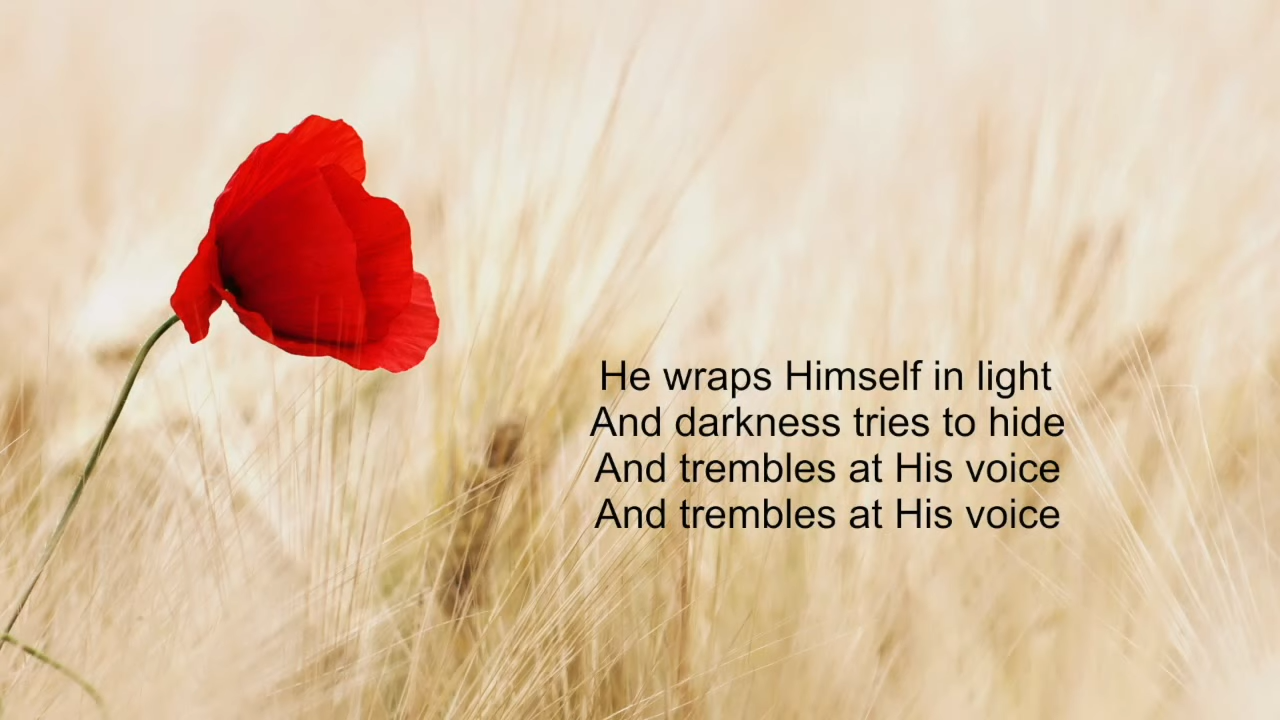 He wraps Himself in light
And darkness tries to hide
And trembles at His voice
And trembles at His voice